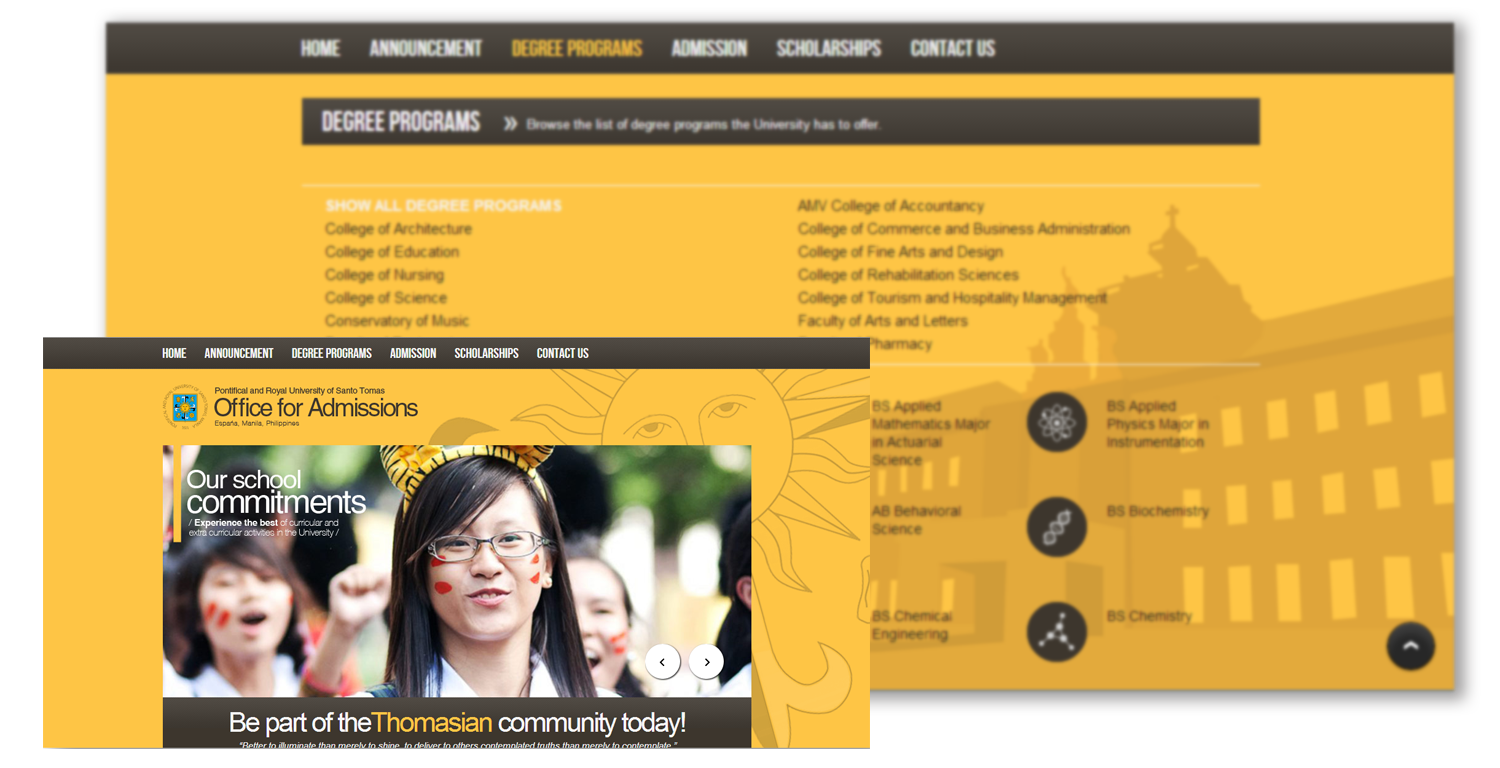 HOME ANNOUNCEMENT DEGREE PROGRAMS ADMISSION SCHOLARSHIPS CONTACT US
DEGREE PROGRAMS » Browse the list of degree programs the University has to offer.
SHOW ALL DEGREE PROGRAMS
College of Architecture
College of Education
College of Nursing
College of Science
Conservatory of Music
AMV College of Accountancy
College of Commerce and Business Administration
College of Fine Arts and Design
College of Rehabilitation Sciences
College of Tourism and Hospitality Management
Faculty of Arts and Letters
Pharmacy
BS Applied
Mathematics Major
in Actuarial
Science
BS Applied
Physics Major in
Instrumentation
AB Behavioral
Science
BS Biochemistry
BS Chemical
Engineering
BS Chemistry
HOME ANNOUNCEMENT DEGREE PROGRAMS ADMISSION SCHOLARSHIPS CONTACT US
Pontifical and Royal University of Santo Tomas
Office for Admissions
España, Manila, Philippines
Our school
commitments
/ Experience the best of curricular and
extra curricular activities in the University /
Be part of theThomasian community today!
"Better to illuminate than merely to shine, to deliver to others contemplated truths than merely to contemplate."